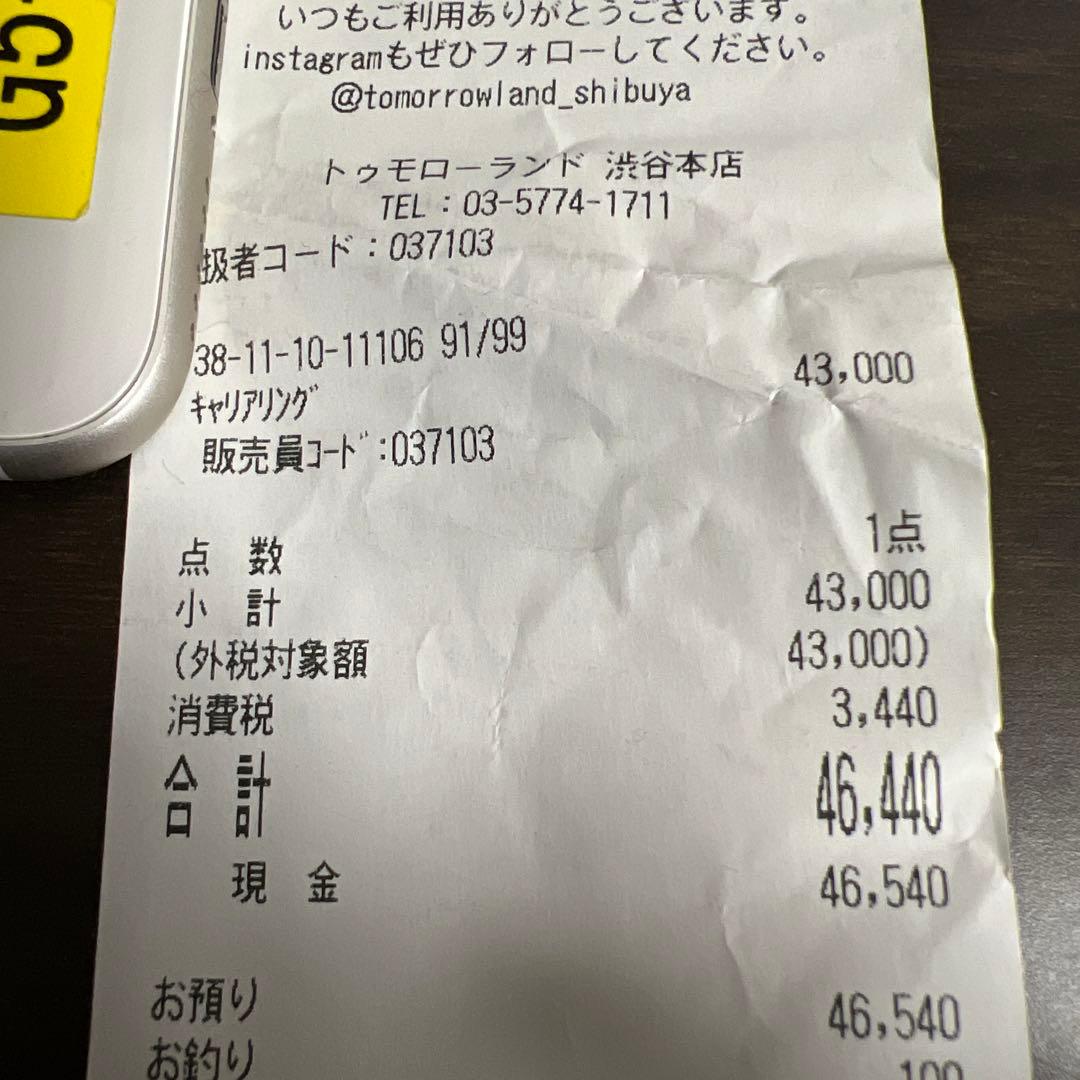 いつもご利用ありがとうございます。
instagramもぜひフォローしてください。
@tomorrowland_shibuya
トゥモローランド 渋谷本店
TEL：03-5774-1711
扱者コード：037103
38-11-10-11106 91/99 43,000
ｷｬﾘｱﾘﾝｸﾞ
販売員ｺｰﾄﾞ:037103
点 数 1点
小 計 43,000
(外税対象額 43,000)
消費税 3,440
合 計 46,440
現 金 46,540
お預り 46,540
お釣り 100